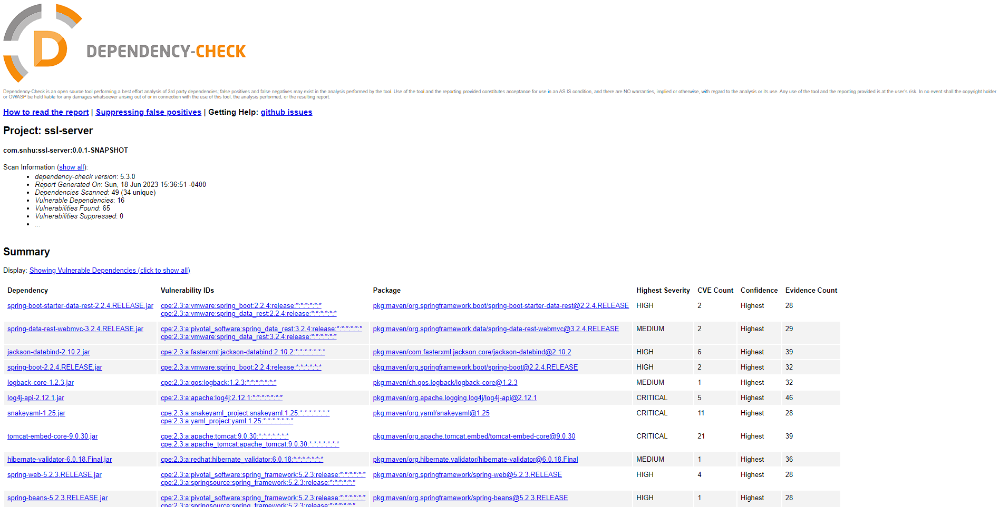 D
DEPENDENCY-CHECK
Dependency-Check is an open source tool performing a best effort analysis of 3rd party dependencies; false positives and false negatives may exist in the analysis performed by the tool. Use of the tool and the reporting provided constitutes acceptance for use in an AS IS condition, and there are NO warranties, implied or otherwise, with regard to the analysis or its use. Any use of the tool and the reporting provided is at the user's risk. In no event shall the copyright holder
or OWASP be held liable for any damages whatsoever arising out of or in connection with the use of this tool, the analysis performed, or the resulting report.
How to read the report | Suppressing false positives | Getting Help: github issues
Project: ssl-server
com.snhu:ssl-server:0.0.1-SNAPSHOT
Scan Information (show all):
• dependency-check version: 5.3.0
• Report Generated On: Sun, 18 Jun 2023 15:36:51 -0400
• Dependencies Scanned: 49 (34 unique)
• Vulnerable Dependencies: 16
• Vulnerabilities Found: 65
• Vulnerabilities Suppressed: 0
• ...
Summary
Display: Showing Vulnerable Dependencies (click to show all)
Dependency Vulnerability IDs Package Highest Severity CVE Count Confidence Evidence Count
spring-boot-starter-data-rest-2.2.4.RELEASE.jar cpe:2.3:a:vmware:spring_boot:2.2.4:release:*:*:*:*:*:* pkg:maven/org.springframework.boot/spring-boot-starter-data-rest@2.2.4.RELEASE HIGH 2 Highest 28
cpe:2.3:a:vmware:spring_data_rest:2.2.4:release:*:*:*:*:*:*
spring-data-rest-webmvc-3.2.4.RELEASE.jar cpe:2.3:a:pivotal_software:spring_data_rest:3.2.4:release:*:*:*:*:*:* pkg:maven/org.springframework.data/spring-data-rest-webmvc@3.2.4.RELEASE MEDIUM 2 Highest 29
cpe:2.3:a:vmware:spring_data_rest:3.2.4:release:*:*:*:*:*:*
jackson-databind-2.10.2.jar cpe:2.3:a:fasterxml:jackson-databind:2.10.2:*:*:*:*:*:*:* pkg:maven/com.fasterxml.jackson.core/jackson-databind@2.10.2 HIGH 6 Highest 39
spring-boot-2.2.4.RELEASE.jar cpe:2.3:a:vmware:spring_boot:2.2.4:release:*:*:*:*:*:* pkg:maven/org.springframework.boot/spring-boot@2.2.4.RELEASE HIGH 2 Highest 32
logback-core-1.2.3.jar cpe:2.3:a:qos:logback:1.2.3:*:*:*:*:*:*:* pkg:maven/ch.qos.logback/logback-core@1.2.3 MEDIUM 1 Highest 32
log4j-api-2.12.1.jar cpe:2.3:a:apache:log4j:2.12.1:*:*:*:*:*:*:* pkg:maven/org.apache.logging.log4j/log4j-api@2.12.1 CRITICAL 5 Highest 46
snakeyaml-1.25.jar cpe:2.3:a:snakeyaml_project:snakeyaml:1.25:*:*:*:*:*:*:* pkg:maven/org.yaml/snakeyaml@1.25 CRITICAL 11 Highest 28
cpe:2.3:a:yaml_project:yaml:1.25:*:*:*:*:*:*:*
tomcat-embed-core-9.0.30.jar cpe:2.3:a:apache:tomcat:9.0.30:*:*:*:*:*:*:* pkg:maven/org.apache.tomcat.embed/tomcat-embed-core@9.0.30 CRITICAL 21 Highest 39
cpe:2.3:a:apache_tomcat:apache_tomcat:9.0.30:*:*:*:*:*:*:*
hibernate-validator-6.0.18.Final.jar cpe:2.3:a:redhat:hibernate_validator:6.0.18:*:*:*:*:*:*:* pkg:maven/org.hibernate.validator/hibernate-validator@6.0.18.Final MEDIUM 1 Highest 36
spring-web-5.2.3.RELEASE.jar cpe:2.3:a:pivotal_software:spring_framework:5.2.3:release:*:*:*:*:*:* pkg:maven/org.springframework/spring-web@5.2.3.RELEASE HIGH 4 Highest 28
cpe:2.3:a:springsource:spring_framework:5.2.3:release:*:*:*:*:*:*
spring-beans-5.2.3.RELEASE.jar cpe:2.3:a:pivotal_software:spring_framework:5.2.3:release:*:*:*:*:*:* pkg:maven/org.springframework/spring-beans@5.2.3.RELEASE HIGH 1 Highest 28
cpe:2.3:a:springsource:spring_framework:5.2.3:release:*:*:*:*:*:*